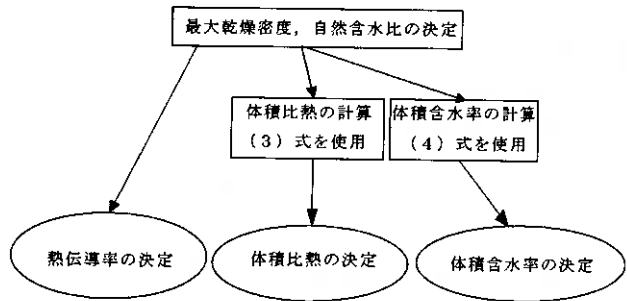 最大乾燥密度,自然含水比の決定
体積比熱の計算
(3)式を使用
体積含水率の計算
(4)式を使用
熱伝導率の決定
体積比熱の決定
体積含水率の決定